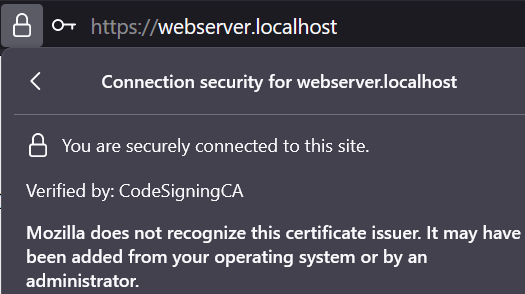 https://webserver.localhost
Connection security for webserver.localhost
You are securely connected to this site.
Verified by: CodeSigningCA
Mozilla does not recognize this certificate issuer. It may have
been added from your operating system or by an
administrator.